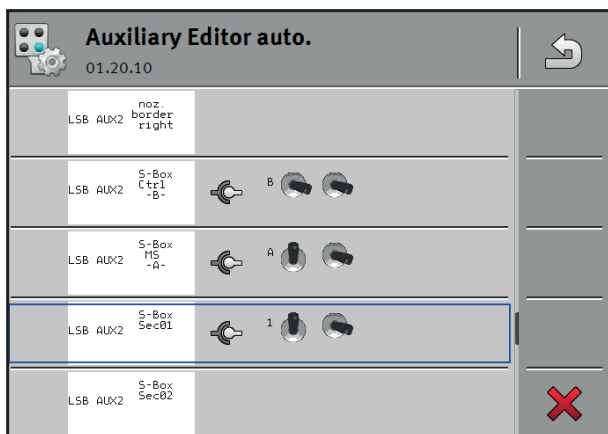 Auxiliary Editor auto.
01.20.10
LSB AUX2 noz.
border
right
LSB AUX2 S-Box
Ctrl
-B-
B
LSB AUX2 S-Box
MS
-A-
A
LSB AUX2 S-Box
Sec01
1
LSB AUX2 S-Box
Sec02